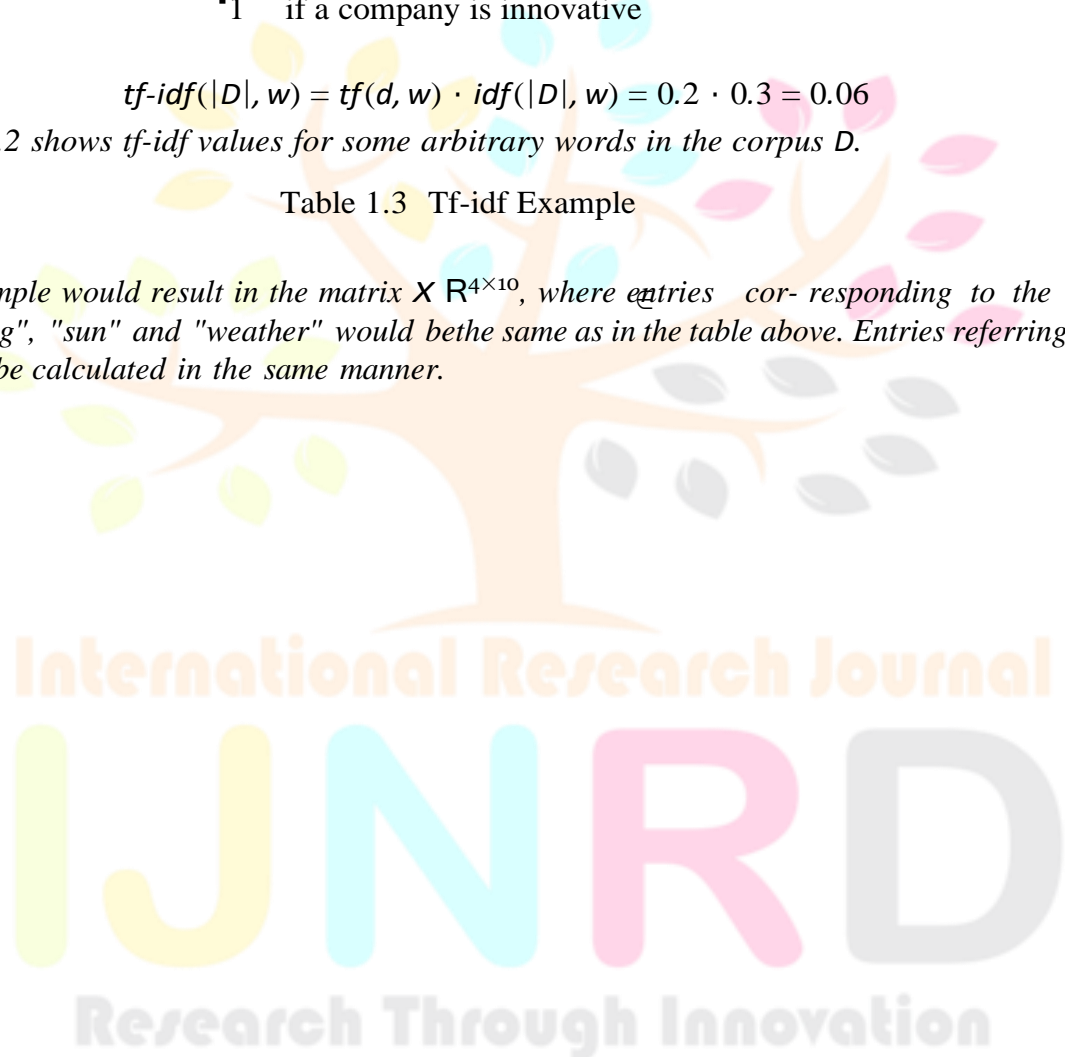 1 if a company is innovative
tf-idf(|D|, w) = tf(d, w) · idf(|D|, w) = 0.2 · 0.3 = 0.06
.2 shows tf-idf values for some arbitrary words in the corpus D.
Table 1.3 Tf-idf Example
mple would result in the matrix X R⁴ˣ¹⁰, where entries ∈ cor- responding to the
g", "sun" and "weather" would bethe same as in the table above. Entries referring
be calculated in the same manner.
International Research Journal
IJNRD
Research Through Innovation